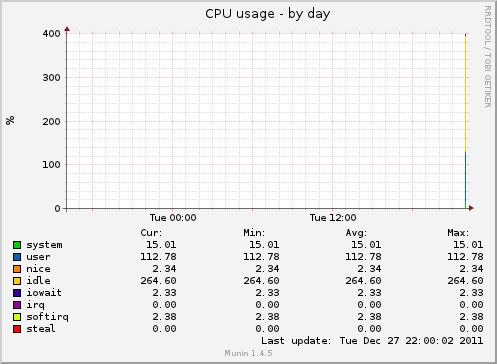 CPU usage - by day
RRDTOOL / TOBI OETIKER
400
300
200
100
0
%
Tue 00:00 Tue 12:00
Cur: Min: Avg: Max:
system 15.01 15.01 15.01 15.01
user 112.78 112.78 112.78 112.78
nice 2.34 2.34 2.34 2.34
idle 264.60 264.60 264.60 264.60
iowait 2.33 2.33 2.33 2.33
irq 0.00 0.00 0.00 0.00
softirq 2.38 2.38 2.38 2.38
steal 0.00 0.00 0.00 0.00
Last update: Tue Dec 27 22:00:02 2011
Munin 1.4.5